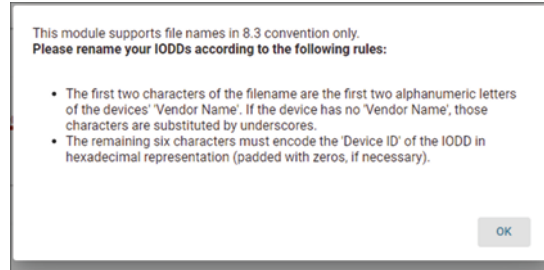 This module supports file names in 8.3 convention only.
Please rename your IODDs according to the following rules:
• The first two characters of the filename are the first two alphanumeric letters
of the devices' 'Vendor Name'. If the device has no 'Vendor Name', those
characters are substituted by underscores.
• The remaining six characters must encode the 'Device ID' of the IODD in
hexadecimal representation (padded with zeros, if necessary).
OK